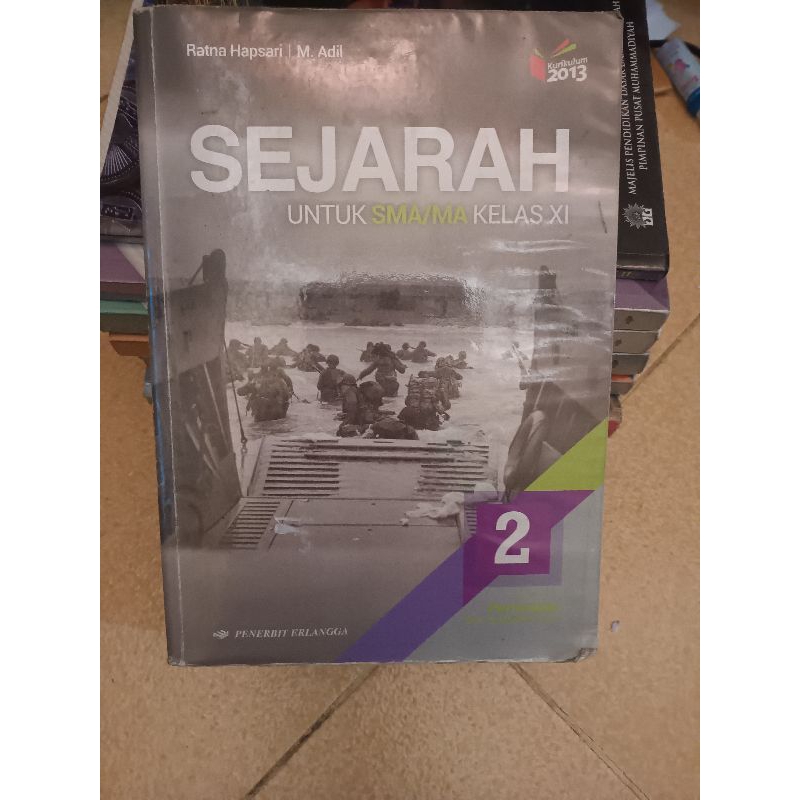 Ratna Hapsari | M. Adil
Kurikulum
2013
SEJARAH
UNTUK SMA/MA KELAS XI
2
PENERBIT ERLANGGA
MAJELIS PENDIDIKAN DASAR
PIMPINAN PUSAT MUHAMMADIYAH